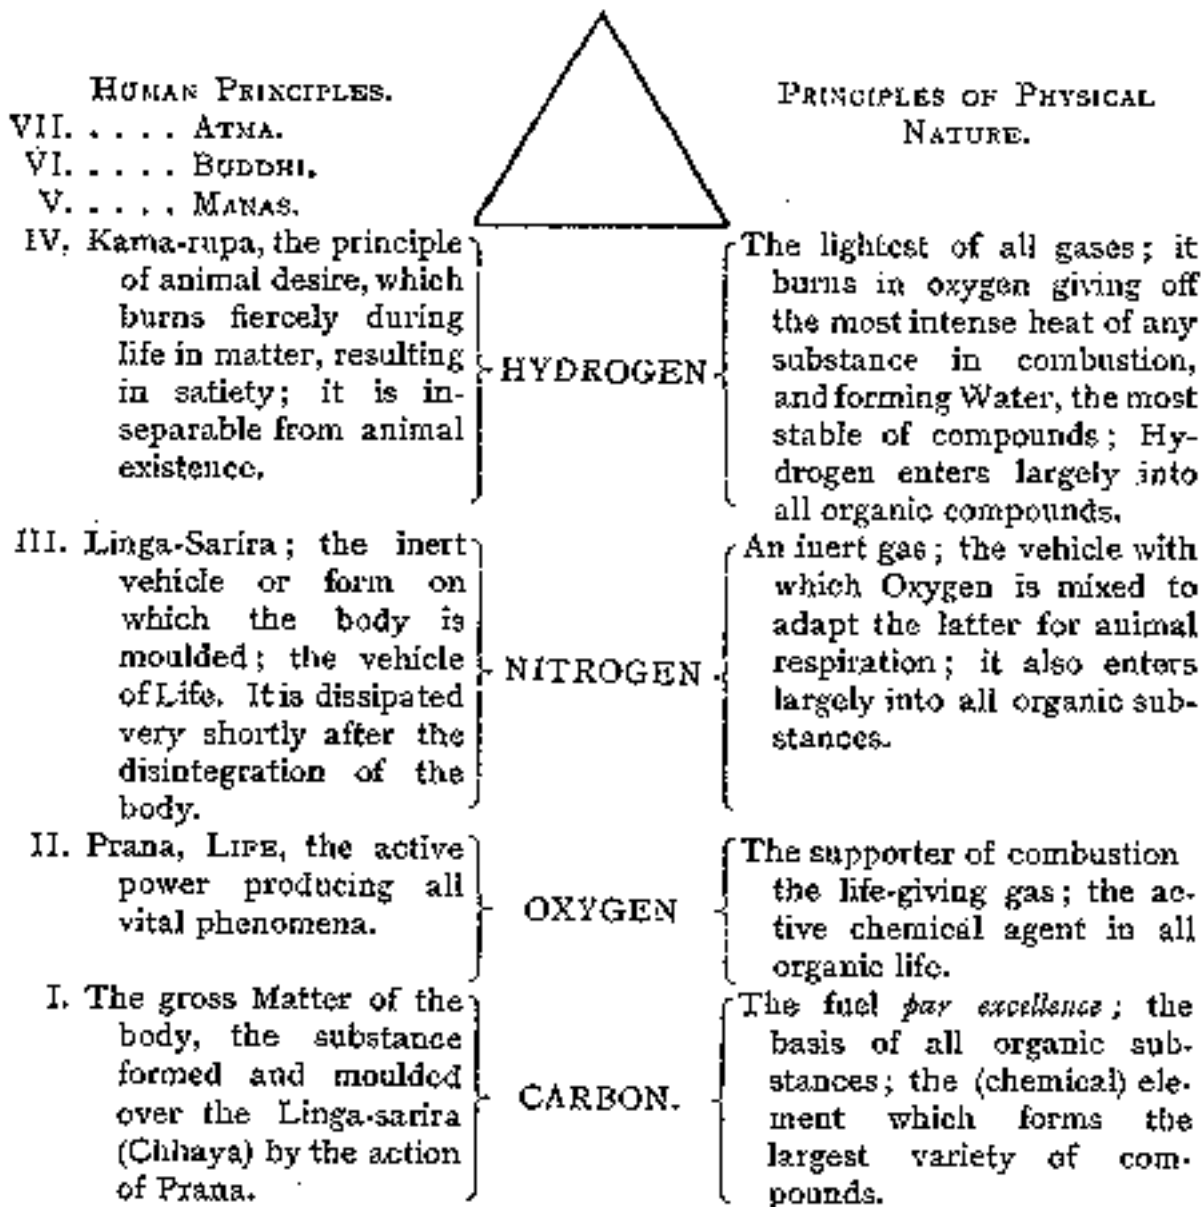 HUMAN PRINCIPLES.
VII. . . . . ATMA.
VI. . . . . BUDDHI.
V. . . . . MANAS.
PRINCIPLES OF PHYSICAL
NATURE.
IV. Kama-rupa, the principle
of animal desire, which
burns fiercely during
life in matter, resulting
in satiety; it is in-
separable from animal
existence.
HYDROGEN
The lightest of all gases; it
burns in oxygen giving off
the most intense heat of any
substance in combustion,
and forming Water, the most
stable of compounds; Hy-
drogen enters largely into
all organic compounds.
III. Linga-Sarira; the inert
vehicle or form on
which the body is
moulded; the vehicle
of Life. It is dissipated
very shortly after the
disintegration of the
body.
NITROGEN
An inert gas; the vehicle with
which Oxygen is mixed to
adapt the latter for animal
respiration; it also enters
largely into all organic sub-
stances.
II. Prana, LIFE, the active
power producing all
vital phenomena.
OXYGEN
The supporter of combustion
the life-giving gas; the ac-
tive chemical agent in all
organic life.
I. The gross Matter of the
body, the substance
formed and moulded
over the Linga-sarira
(Chhaya) by the action
of Prana.
CARBON.
The fuel par excellence; the
basis of all organic sub-
stances; the (chemical) ele-
ment which forms the
largest variety of com-
pounds.